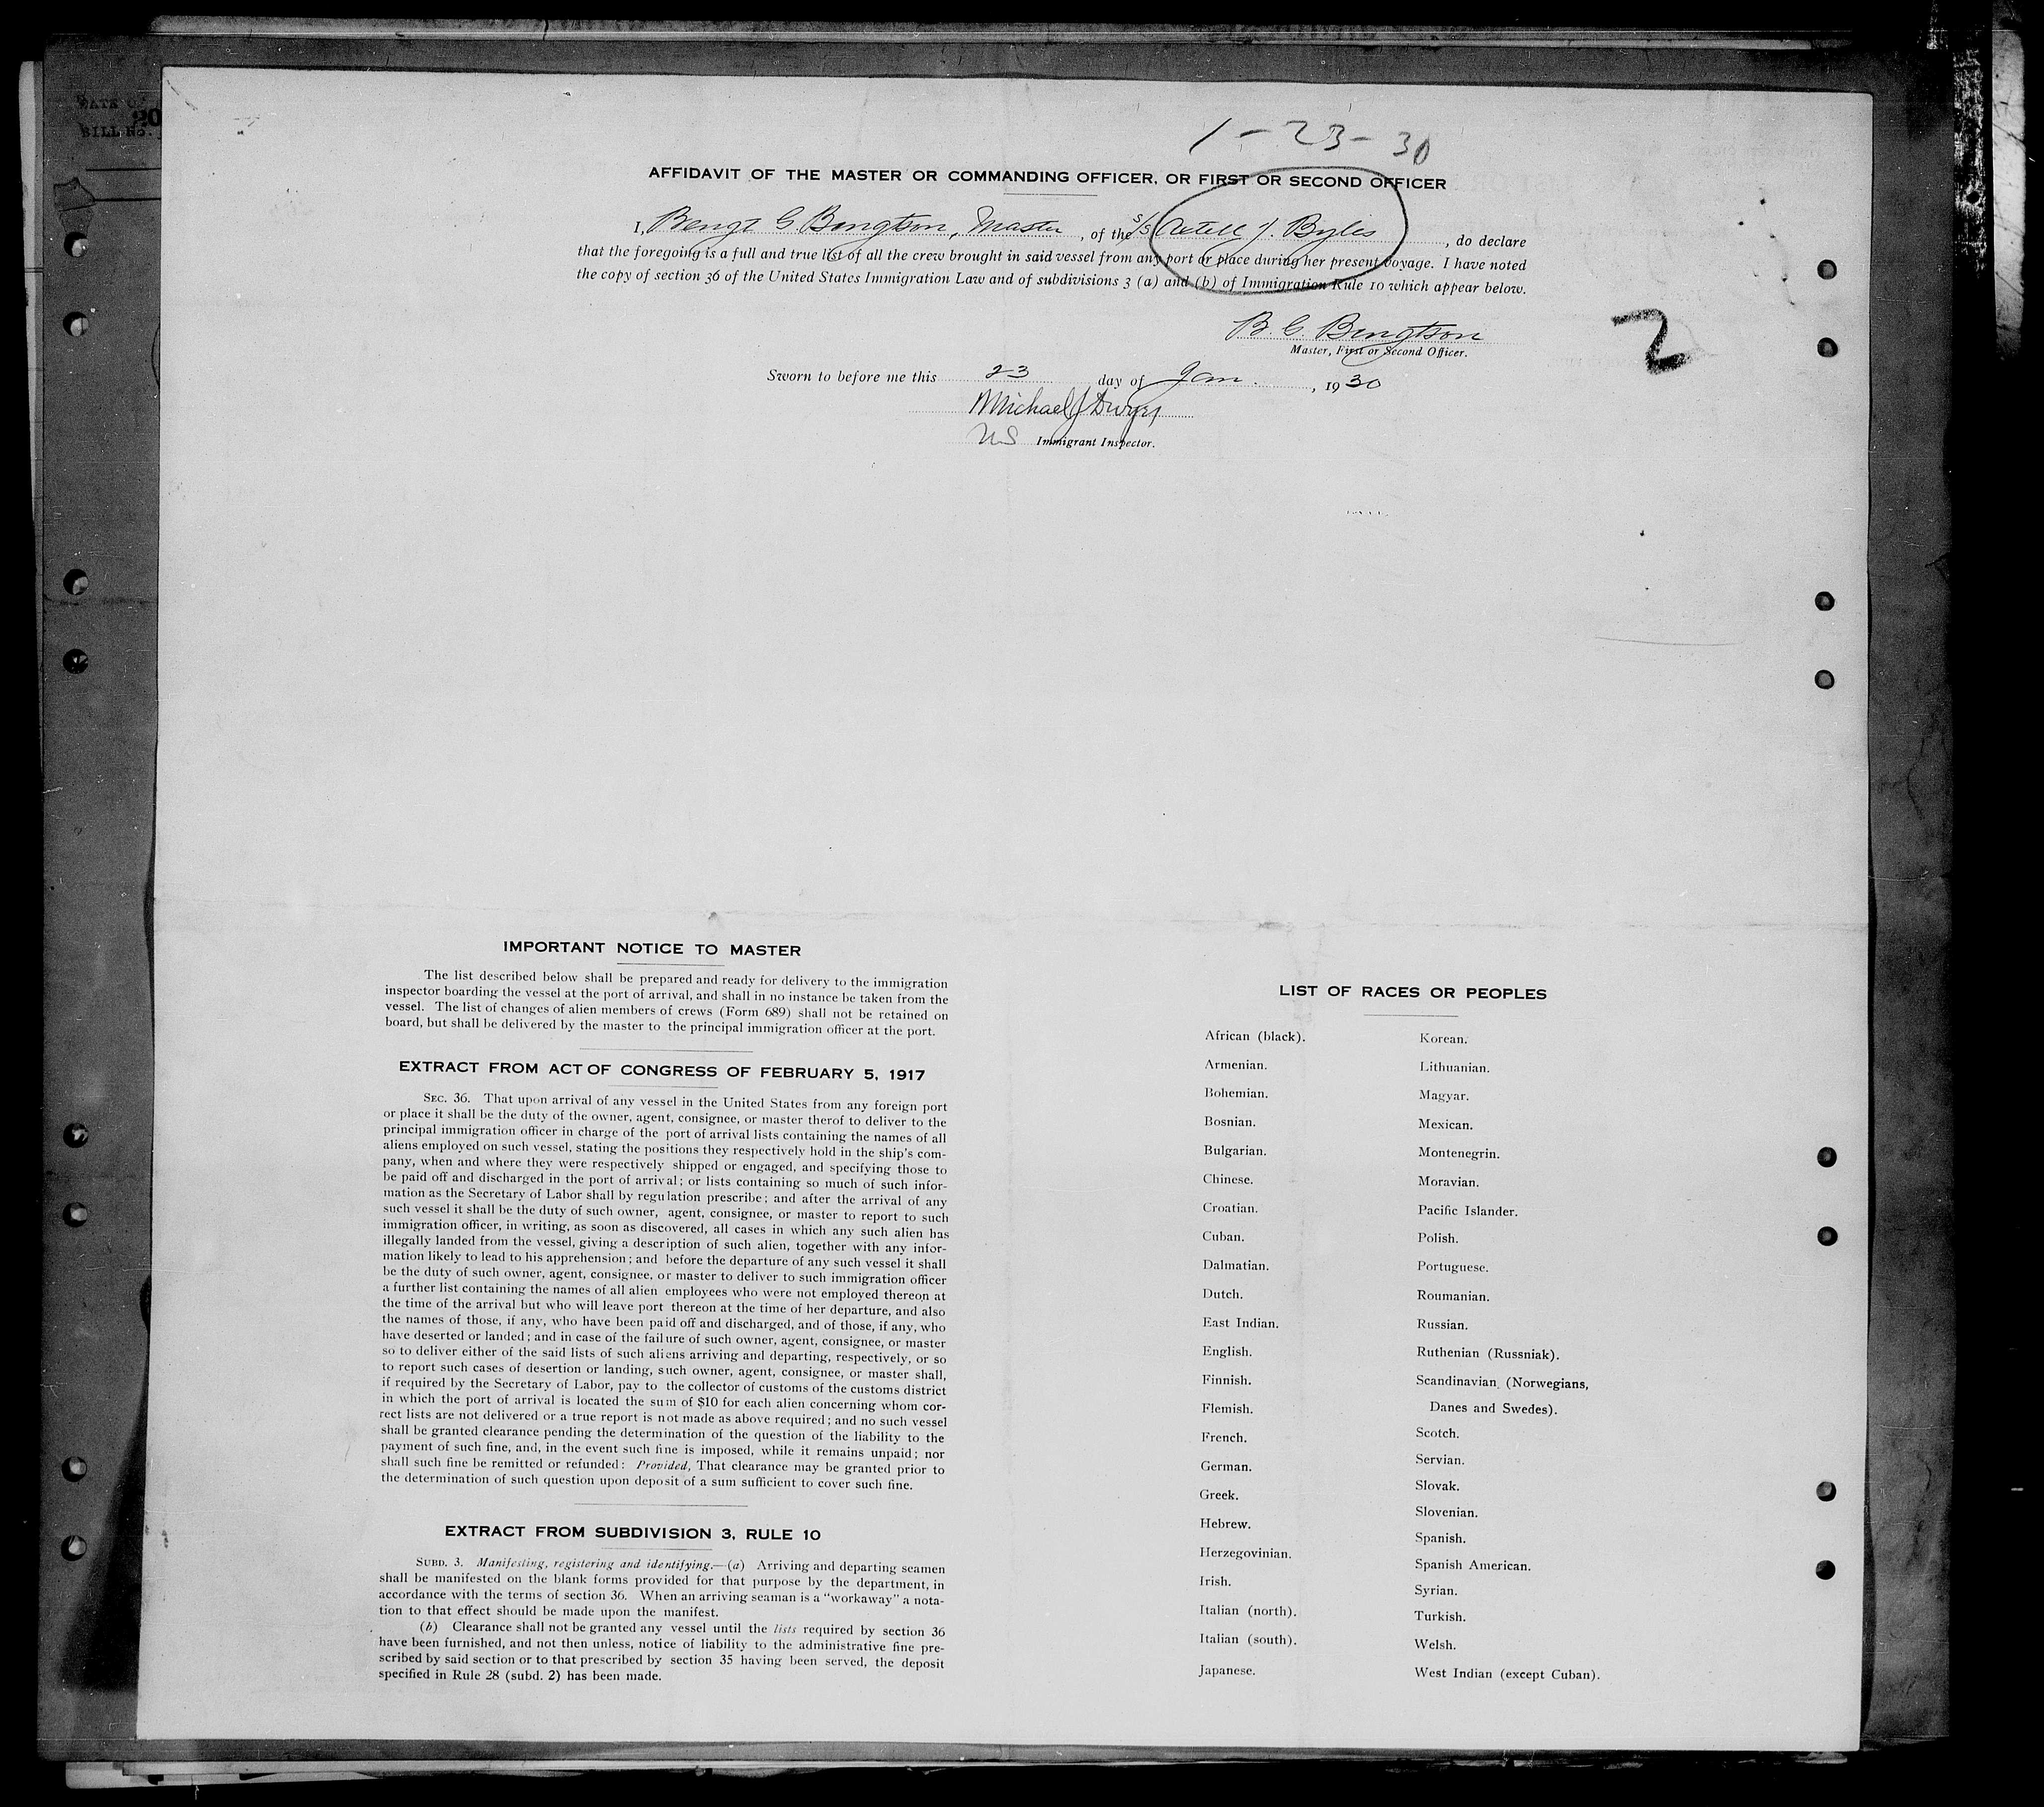 DATE OF
BILL NO.
20
1-23-30
AFFIDAVIT OF THE MASTER OR COMMANDING OFFICER, OR FIRST OR SECOND OFFICER
I, Bengt G Bengtson, Master, of the s/s Axtell J. Byles, do declare
that the foregoing is a full and true list of all the crew brought in said vessel from any port or place during her present voyage. I have noted
the copy of section 36 of the United States Immigration Law and of subdivisions 3 (a) and (b) of Immigration Rule 10 which appear below.
B. G. Bengtson
Master, First or Second Officer.
2
Sworn to before me this 23 day of Jan., 1930
Michael J Dwyer
US Immigrant Inspector.
IMPORTANT NOTICE TO MASTER
The list described below shall be prepared and ready for delivery to the immigration
inspector boarding the vessel at the port of arrival, and shall in no instance be taken from the
vessel. The list of changes of alien members of crews (Form 689) shall not be retained on
board, but shall be delivered by the master to the principal immigration officer at the port.
EXTRACT FROM ACT OF CONGRESS OF FEBRUARY 5, 1917
SEC. 36. That upon arrival of any vessel in the United States from any foreign port
or place it shall be the duty of the owner, agent, consignee, or master therof to deliver to the
principal immigration officer in charge of the port of arrival lists containing the names of all
aliens employed on such vessel, stating the positions they respectively hold in the ship's com-
pany, when and where they were respectively shipped or engaged, and specifying those to
be paid off and discharged in the port of arrival; or lists containing so much of such infor-
mation as the Secretary of Labor shall by regulation prescribe; and after the arrival of any
such vessel it shall be the duty of such owner, agent, consignee, or master to report to such
immigration officer, in writing, as soon as discovered, all cases in which any such alien has
illegally landed from the vessel, giving a description of such alien, together with any infor-
mation likely to lead to his apprehension; and before the departure of any such vessel it shall
be the duty of such owner, agent, consignee, or master to deliver to such immigration officer
a further list containing the names of all alien employees who were not employed thereon at
the time of the arrival but who will leave port thereon at the time of her departure, and also
the names of those, if any, who have been paid off and discharged, and of those, if any, who
have deserted or landed; and in case of the failure of such owner, agent, consignee, or master
so to deliver either of the said lists of such aliens arriving and departing, respectively, or so
to report such cases of desertion or landing, such owner, agent, consignee, or master shall,
if required by the Secretary of Labor, pay to the collector of customs of the customs district
in which the port of arrival is located the sum of $10 for each alien concerning whom cor-
rect lists are not delivered or a true report is not made as above required; and no such vessel
shall be granted clearance pending the determination of the question of the liability to the
payment of such fine, and, in the event such fine is imposed, while it remains unpaid; nor
shall such fine be remitted or refunded: Provided, That clearance may be granted prior to
the determination of such question upon deposit of a sum sufficient to cover such fine.
EXTRACT FROM SUBDIVISION 3, RULE 10
SUBD. 3. Manifesting, registering and identifying.—(a) Arriving and departing seamen
shall be manifested on the blank forms provided for that purpose by the department, in
accordance with the terms of section 36. When an arriving seaman is a "workaway" a nota-
tion to that effect should be made upon the manifest.
(b) Clearance shall not be granted any vessel until the lists required by section 36
have been furnished, and not then unless, notice of liability to the administrative fine pre-
scribed by said section or to that prescribed by section 35 having been served, the deposit
specified in Rule 28 (subd. 2) has been made.
LIST OF RACES OR PEOPLES
African (black).
Armenian.
Bohemian.
Bosnian.
Bulgarian.
Chinese.
Croatian.
Cuban.
Dalmatian.
Dutch.
East Indian.
English.
Finnish.
Flemish.
French.
German.
Greek.
Hebrew.
Herzegovinian.
Irish.
Italian (north).
Italian (south).
Japanese.
Korean.
Lithuanian.
Magyar.
Mexican.
Montenegrin.
Moravian.
Pacific Islander.
Polish.
Portuguese.
Roumanian.
Russian.
Ruthenian (Russniak).
Scandinavian (Norwegians,
Danes and Swedes).
Scotch.
Servian.
Slovak.
Slovenian.
Spanish.
Spanish American.
Syrian.
Turkish.
Welsh.
West Indian (except Cuban).